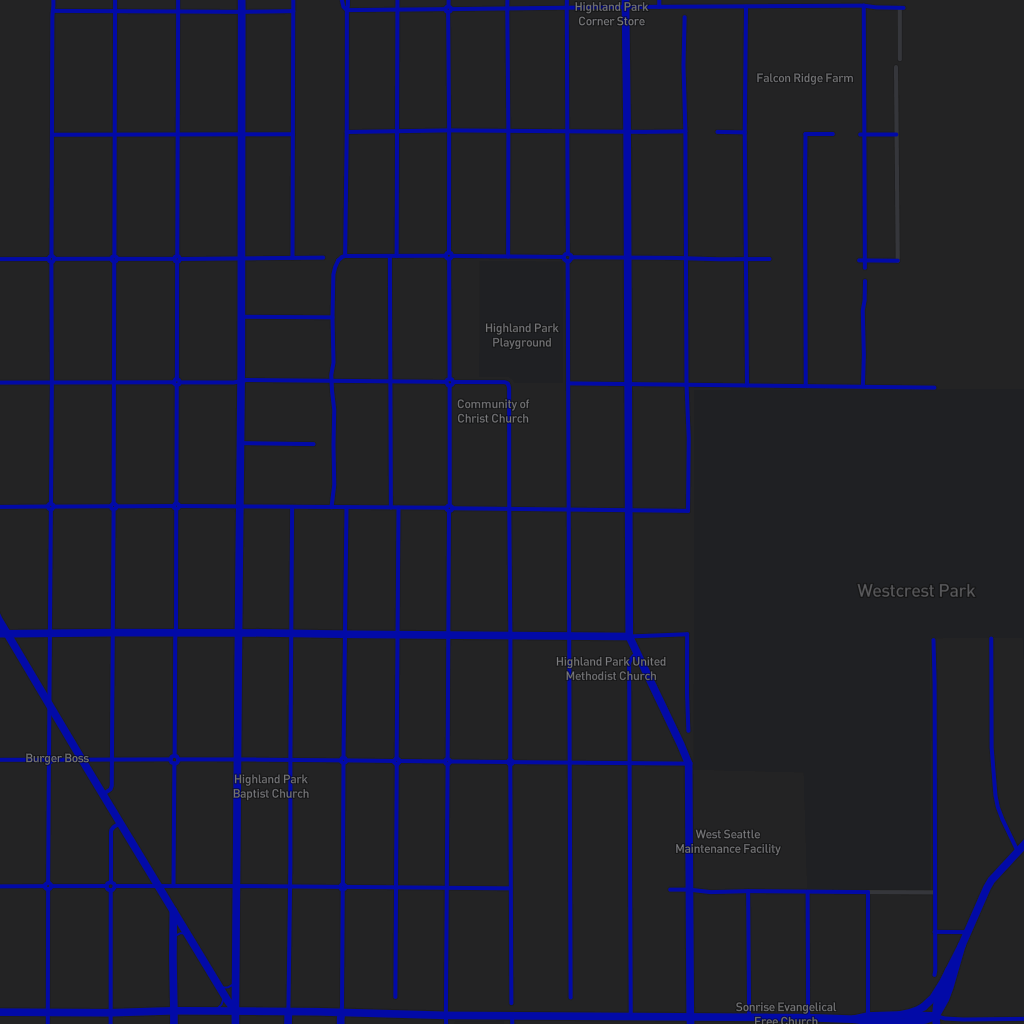 Highland Park
Corner Store
Falcon Ridge Farm
Highland Park
Playground
Community of
Christ Church
Westcrest Park
Highland Park United
Methodist Church
Burger Boss
Highland Park
Baptist Church
West Seattle
Maintenance Facility
Sonrise Evangelical
Free Church